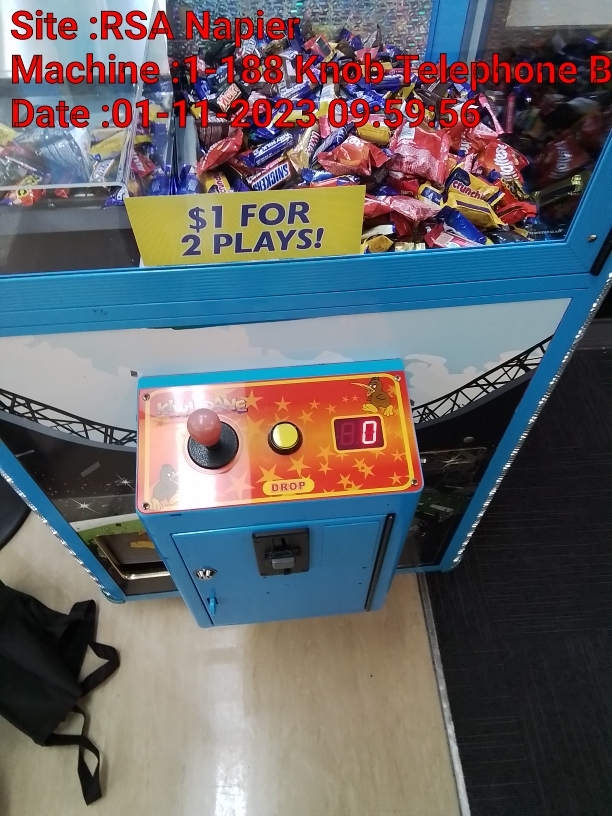 Site :RSA Napier
Machine :1-188 Knob Telephone B
Date :01-11-2023 09:59:56
SNICKERS
Crunchie
$1 FOR
2 PLAYS!
0
DROP